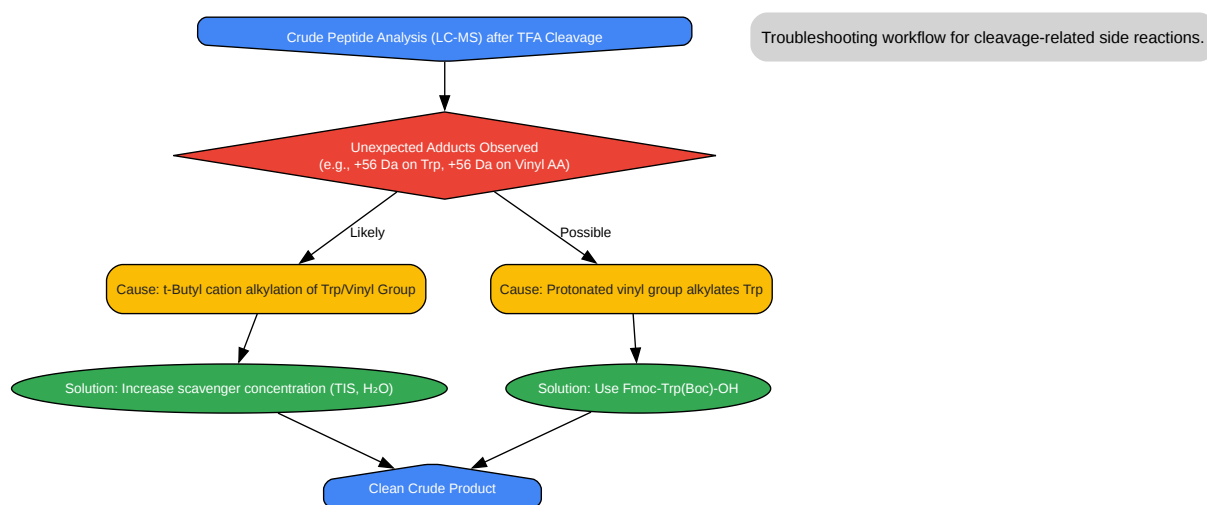 Crude Peptide Analysis (LC-MS) after TFA Cleavage
Troubleshooting workflow for cleavage-related side reactions.
Unexpected Adducts Observed
(e.g., +56 Da on Trp, +56 Da on Vinyl AA)
Likely
Possible
Cause: t-Butyl cation alkylation of Trp/Vinyl Group
Cause: Protonated vinyl group alkylates Trp
Solution: Increase scavenger concentration (TIS, H₂O)
Solution: Use Fmoc-Trp(Boc)-OH
Clean Crude Product